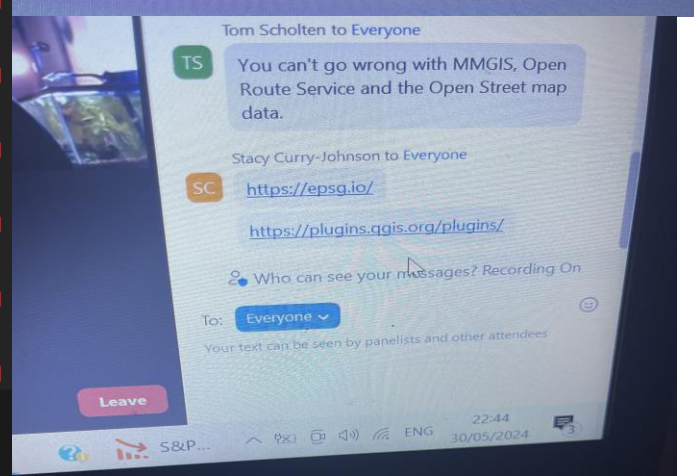 Tom Scholten to Everyone
TS
You can't go wrong with MMGIS, Open
Route Service and the Open Street map
data.
Stacy Curry-Johnson to Everyone
SC
https://epsg.io/
https://plugins.qgis.org/plugins/
Who can see your messages? Recording On
To: Everyone
Your text can be seen by panelists and other attendees
Leave
S&P...
ENG
22:44
30/05/2024
3